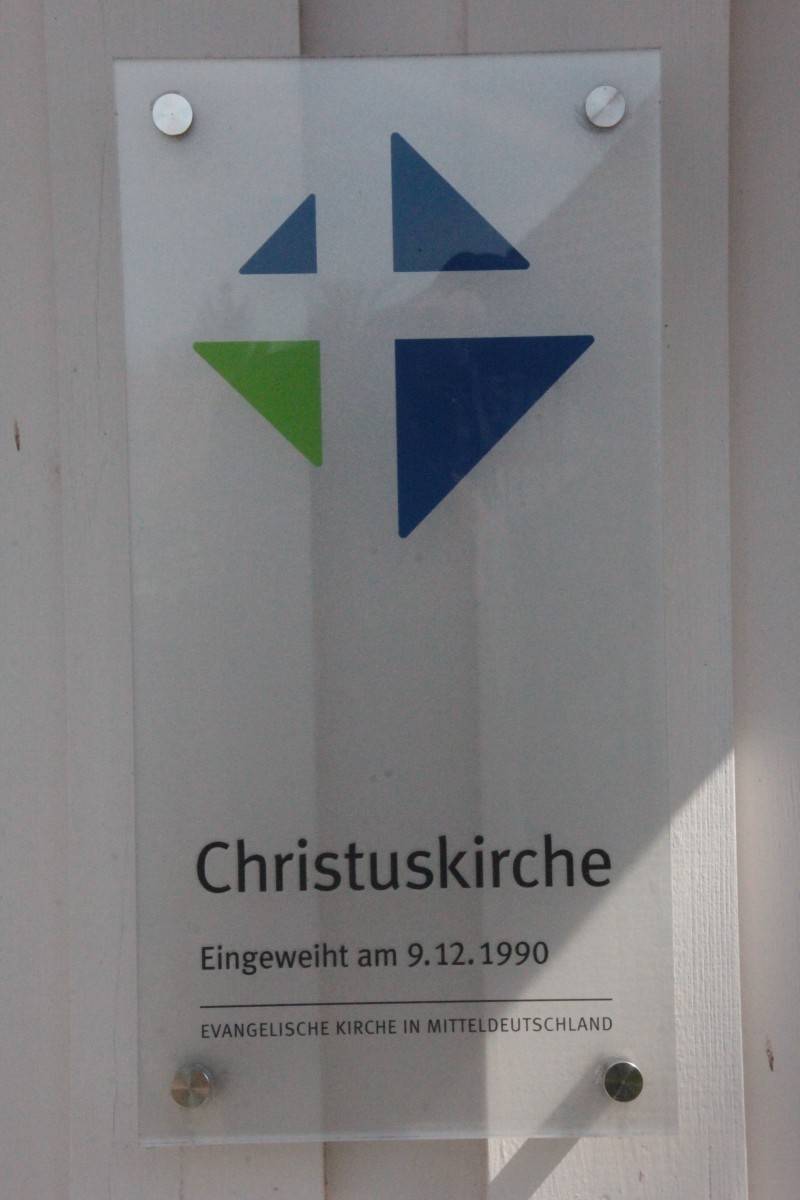 Christuskirche
Eingeweiht am 9.12.1990
EVANGELISCHE KIRCHE IN MITTELDEUTSCHLAND